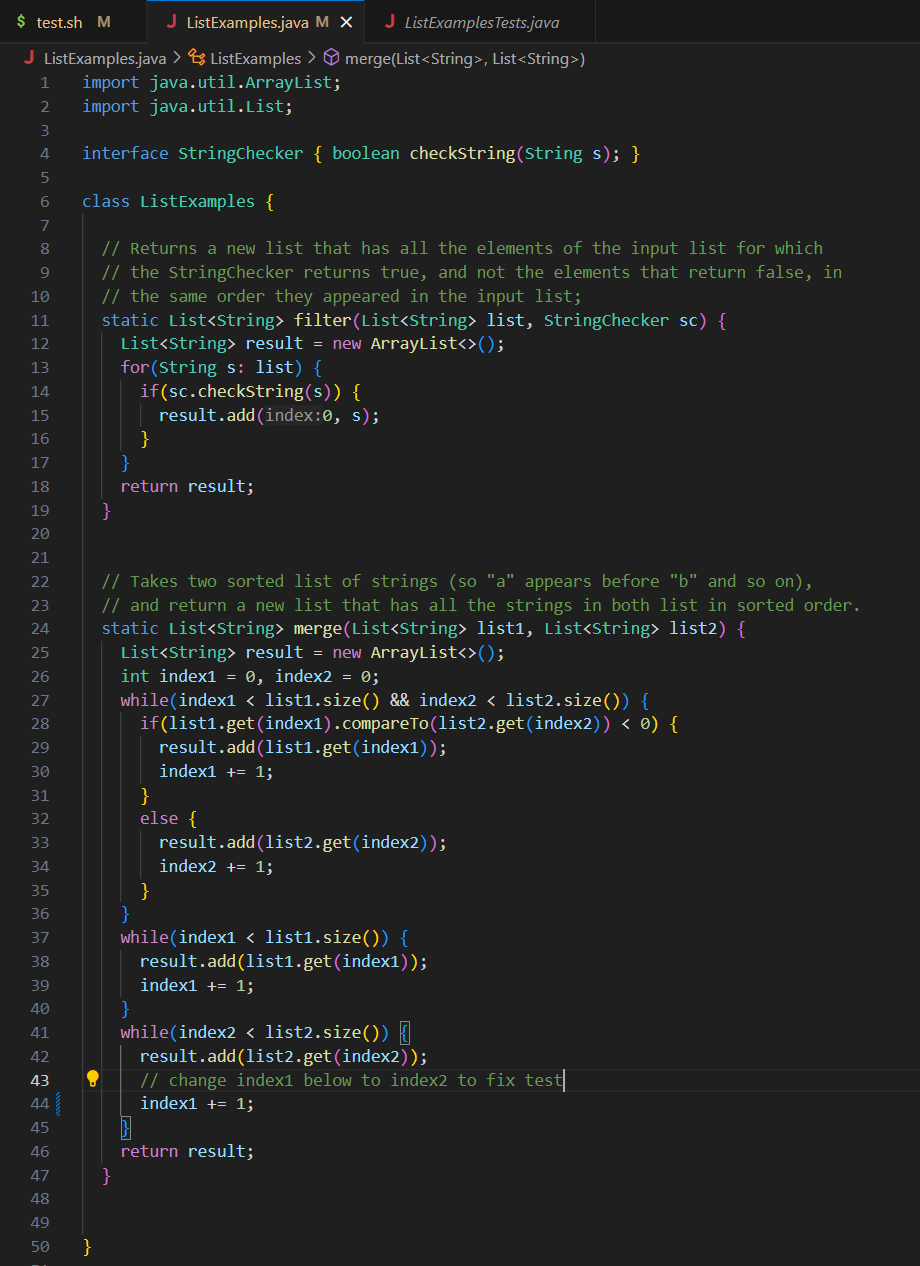 $ test.sh M J ListExamples.java M × J ListExamplesTests.java
J ListExamples.java > ListExamples > merge(List<String>, List<String>)
1 import java.util.ArrayList;
2 import java.util.List;
3
4 interface StringChecker { boolean checkString(String s); }
5
6 class ListExamples {
7
8 // Returns a new list that has all the elements of the input list for which
9 // the StringChecker returns true, and not the elements that return false, in
10 // the same order they appeared in the input list;
11 static List<String> filter(List<String> list, StringChecker sc) {
12 List<String> result = new ArrayList<>();
13 for(String s: list) {
14 if(sc.checkString(s)) {
15 result.add(index:0, s);
16 }
17 }
18 return result;
19 }
20
21
22 // Takes two sorted list of strings (so "a" appears before "b" and so on),
23 // and return a new list that has all the strings in both list in sorted order.
24 static List<String> merge(List<String> list1, List<String> list2) {
25 List<String> result = new ArrayList<>();
26 int index1 = 0, index2 = 0;
27 while(index1 < list1.size() && index2 < list2.size()) {
28 if(list1.get(index1).compareTo(list2.get(index2)) < 0) {
29 result.add(list1.get(index1));
30 index1 += 1;
31 }
32 else {
33 result.add(list2.get(index2));
34 index2 += 1;
35 }
36 }
37 while(index1 < list1.size()) {
38 result.add(list1.get(index1));
39 index1 += 1;
40 }
41 while(index2 < list2.size()) {
42 result.add(list2.get(index2));
43 // change index1 below to index2 to fix test
44 index1 += 1;
45 }
46 return result;
47 }
48
49
50 }